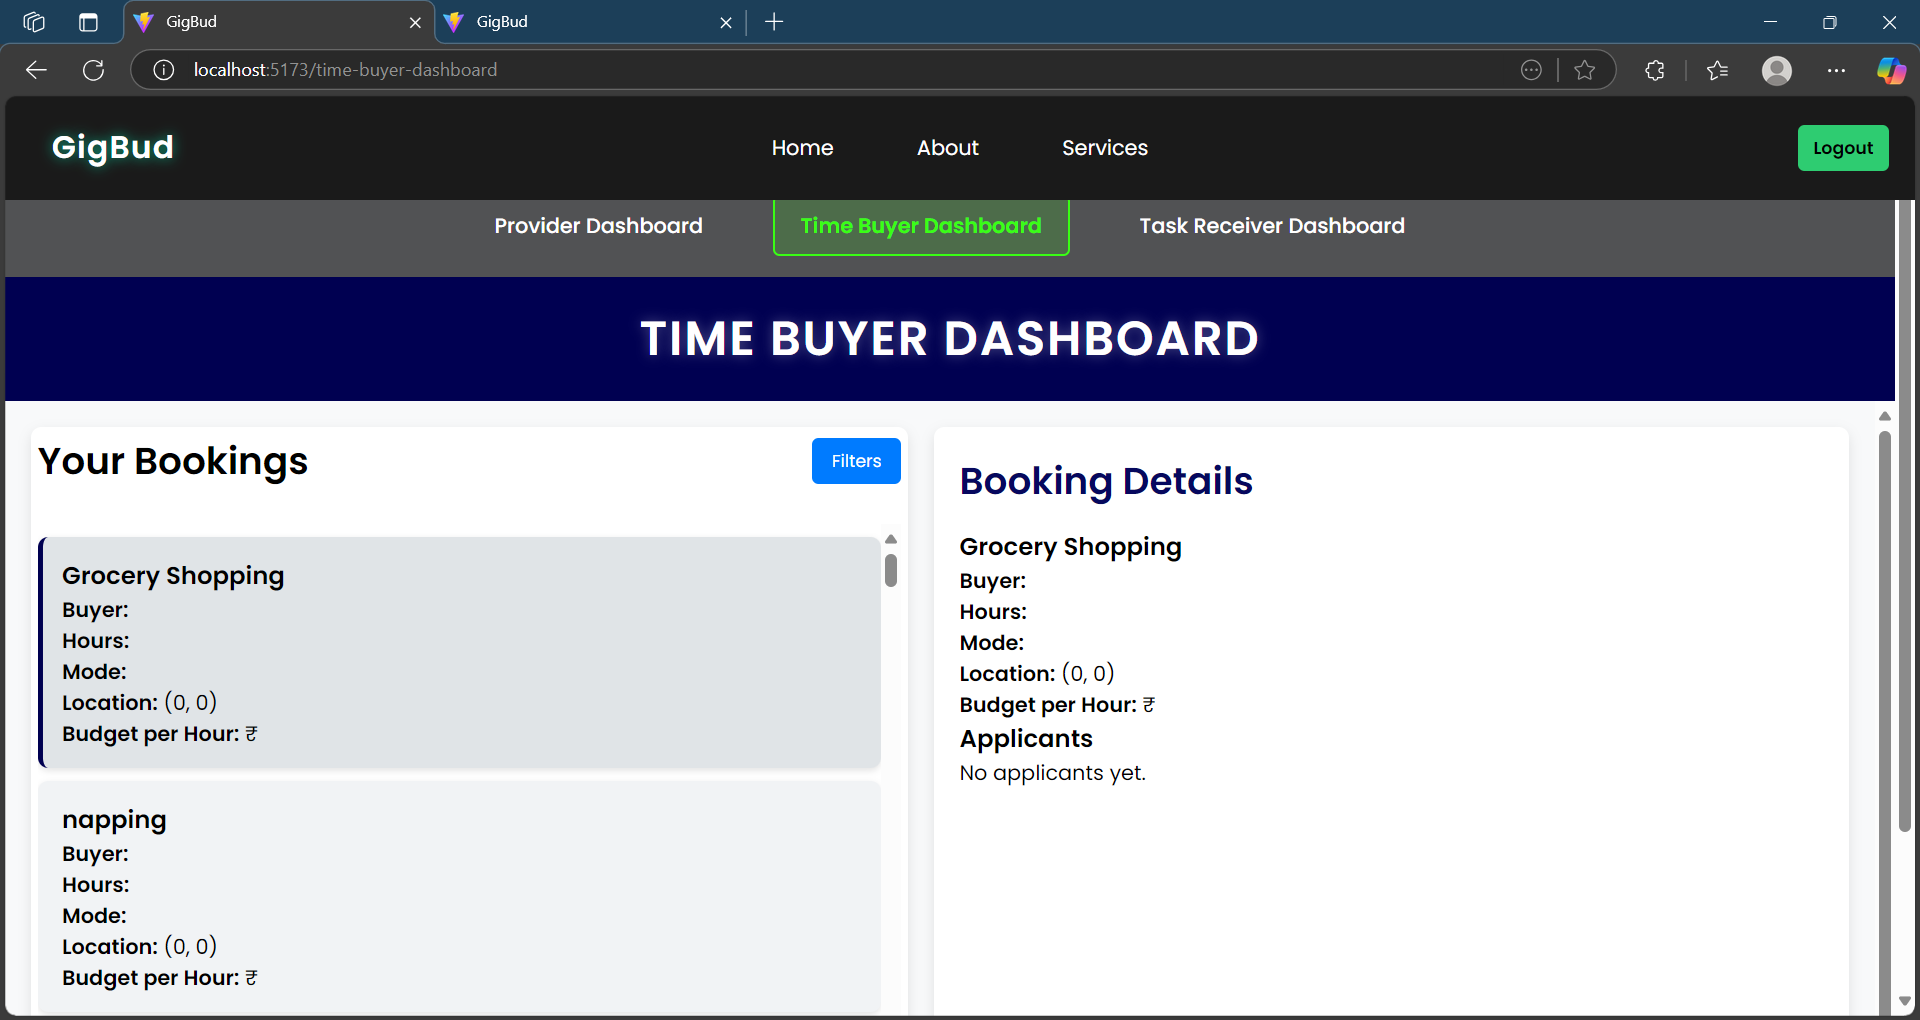 GigBud
GigBud
localhost:5173/time-buyer-dashboard
GigBud
Home
About
Services
Logout
Provider Dashboard
Time Buyer Dashboard
Task Receiver Dashboard
TIME BUYER DASHBOARD
Your Bookings
Filters
Grocery Shopping
Buyer:
Hours:
Mode:
Location: (0, 0)
Budget per Hour: ₹
napping
Buyer:
Hours:
Mode:
Location: (0, 0)
Budget per Hour: ₹
Booking Details
Grocery Shopping
Buyer:
Hours:
Mode:
Location: (0, 0)
Budget per Hour: ₹
Applicants
No applicants yet.